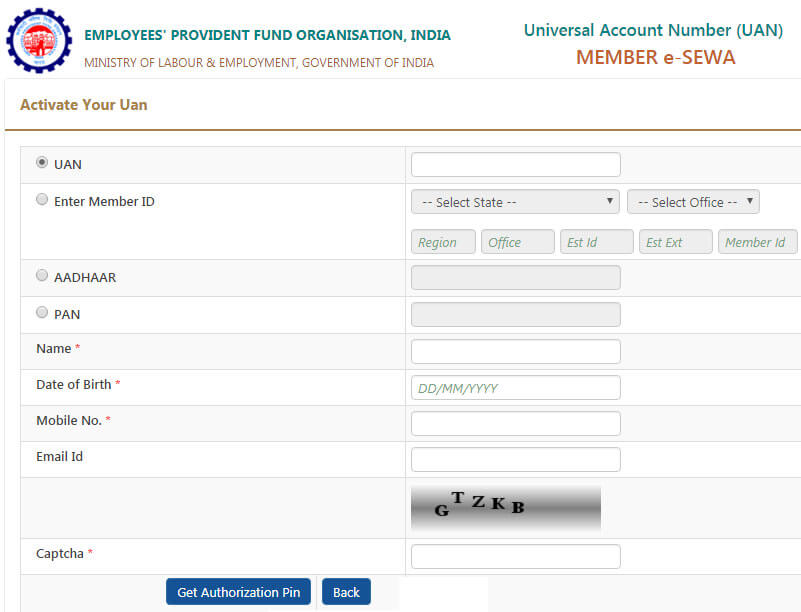 EMPLOYEES' PROVIDENT FUND ORGANISATION, INDIA
MINISTRY OF LABOUR & EMPLOYMENT, GOVERNMENT OF INDIA
Universal Account Number (UAN)
MEMBER e-SEWA
Activate Your Uan
UAN
Enter Member ID
-- Select State --
-- Select Office --
Region
Office
Est Id
Est Ext
Member Id
AADHAAR
PAN
Name *
Date of Birth *
DD/MM/YYYY
Mobile No. *
Email Id
G T Z K B
Captcha *
Get Authorization Pin
Back